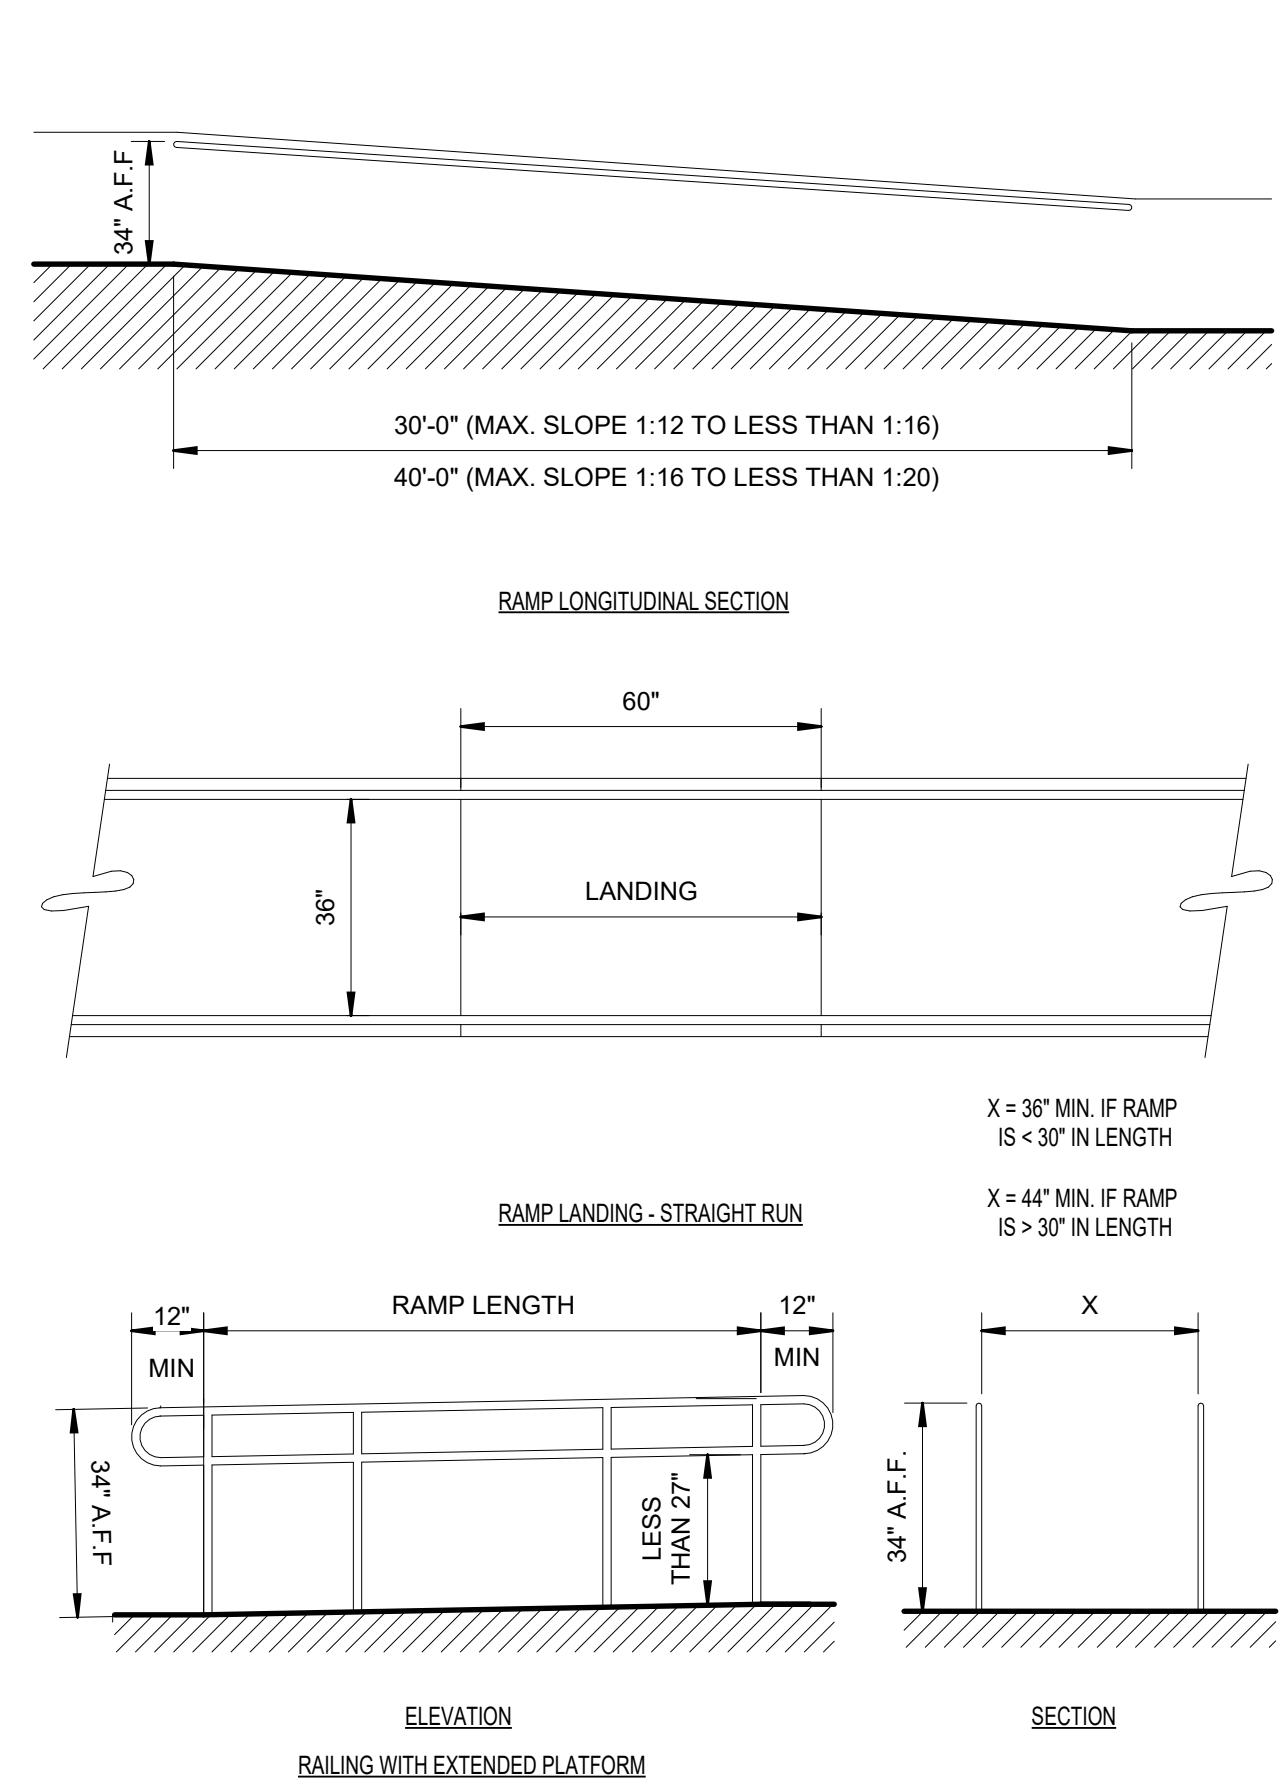 34" A.F.F
30'-0" (MAX. SLOPE 1:12 TO LESS THAN 1:16)
40'-0" (MAX. SLOPE 1:16 TO LESS THAN 1:20)
RAMP LONGITUDINAL SECTION
60"
LANDING
36"
X = 36" MIN. IF RAMP
IS < 30" IN LENGTH
X = 44" MIN. IF RAMP
IS > 30" IN LENGTH
RAMP LANDING - STRAIGHT RUN
12"
MIN
RAMP LENGTH
12"
MIN
X
34" A.F.F
LESS
THAN 27"
34" A.F.F.
ELEVATION
SECTION
RAILING WITH EXTENDED PLATFORM